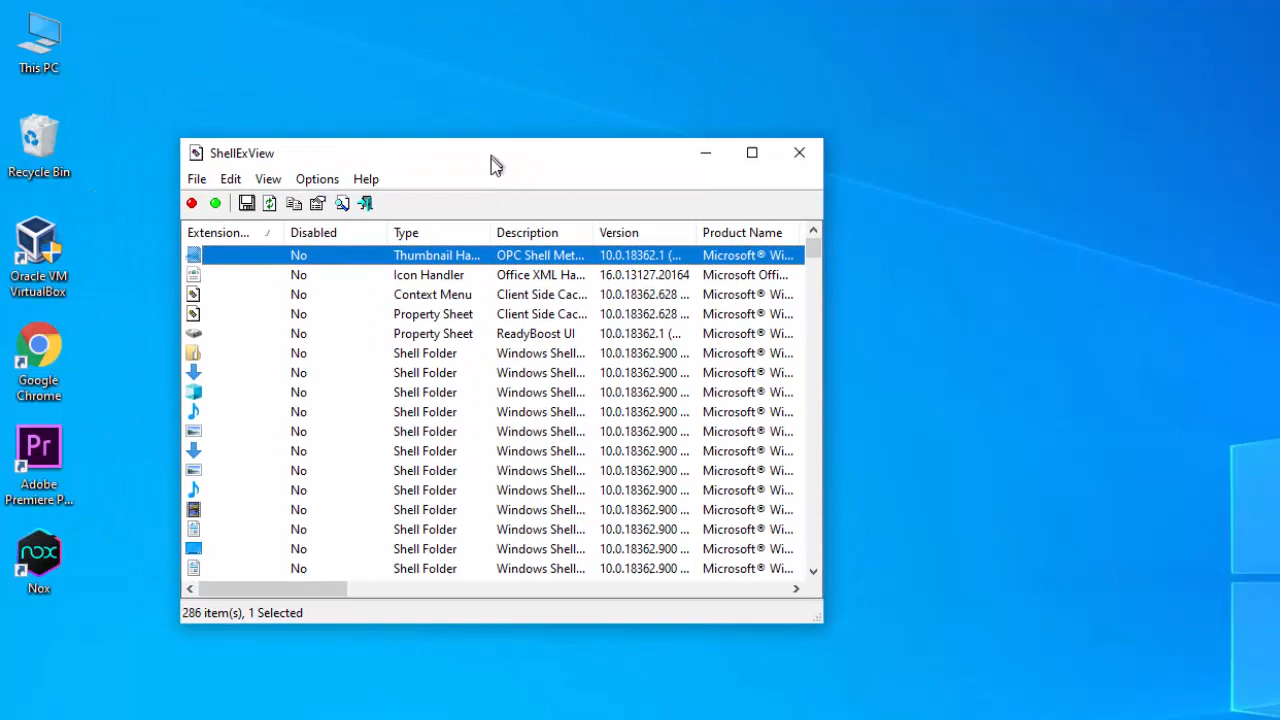 This PC
Recycle Bin
Oracle VM
VirtualBox
Google
Chrome
Pr
Adobe
Premiere P...
nox
Nox
ShellExView
File Edit View Options Help
Extension... / Disabled Type Description Version Product Name
No Thumbnail Ha... OPC Shell Met... 10.0.18362.1 (... Microsoft® Wi...
No Icon Handler Office XML Ha... 16.0.13127.20164 Microsoft Offi...
No Context Menu Client Side Cac... 10.0.18362.628 ... Microsoft® Wi...
No Property Sheet Client Side Cac... 10.0.18362.628 ... Microsoft® Wi...
No Property Sheet ReadyBoost UI 10.0.18362.1 (... Microsoft® Wi...
No Shell Folder Windows Shell... 10.0.18362.900 ... Microsoft® Wi...
No Shell Folder Windows Shell... 10.0.18362.900 ... Microsoft® Wi...
No Shell Folder Windows Shell... 10.0.18362.900 ... Microsoft® Wi...
No Shell Folder Windows Shell... 10.0.18362.900 ... Microsoft® Wi...
No Shell Folder Windows Shell... 10.0.18362.900 ... Microsoft® Wi...
No Shell Folder Windows Shell... 10.0.18362.900 ... Microsoft® Wi...
No Shell Folder Windows Shell... 10.0.18362.900 ... Microsoft® Wi...
No Shell Folder Windows Shell... 10.0.18362.900 ... Microsoft® Wi...
No Shell Folder Windows Shell... 10.0.18362.900 ... Microsoft® Wi...
No Shell Folder Windows Shell... 10.0.18362.900 ... Microsoft® Wi...
No Shell Folder Windows Shell... 10.0.18362.900 ... Microsoft® Wi...
No Shell Folder Windows Shell... 10.0.18362.900 ... Microsoft® Wi...
286 item(s), 1 Selected